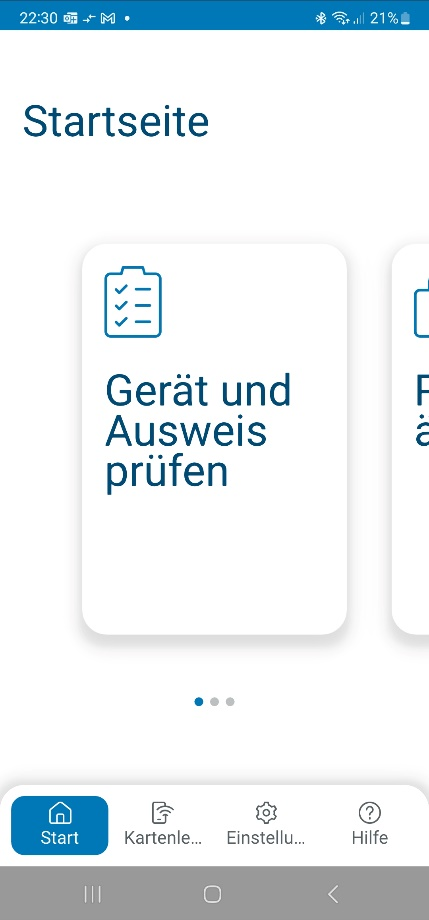 22:30
21%
Startseite
Gerät und
Ausweis
prüfen
ä
Start
Kartenle...
Einstellu...
Hilfe